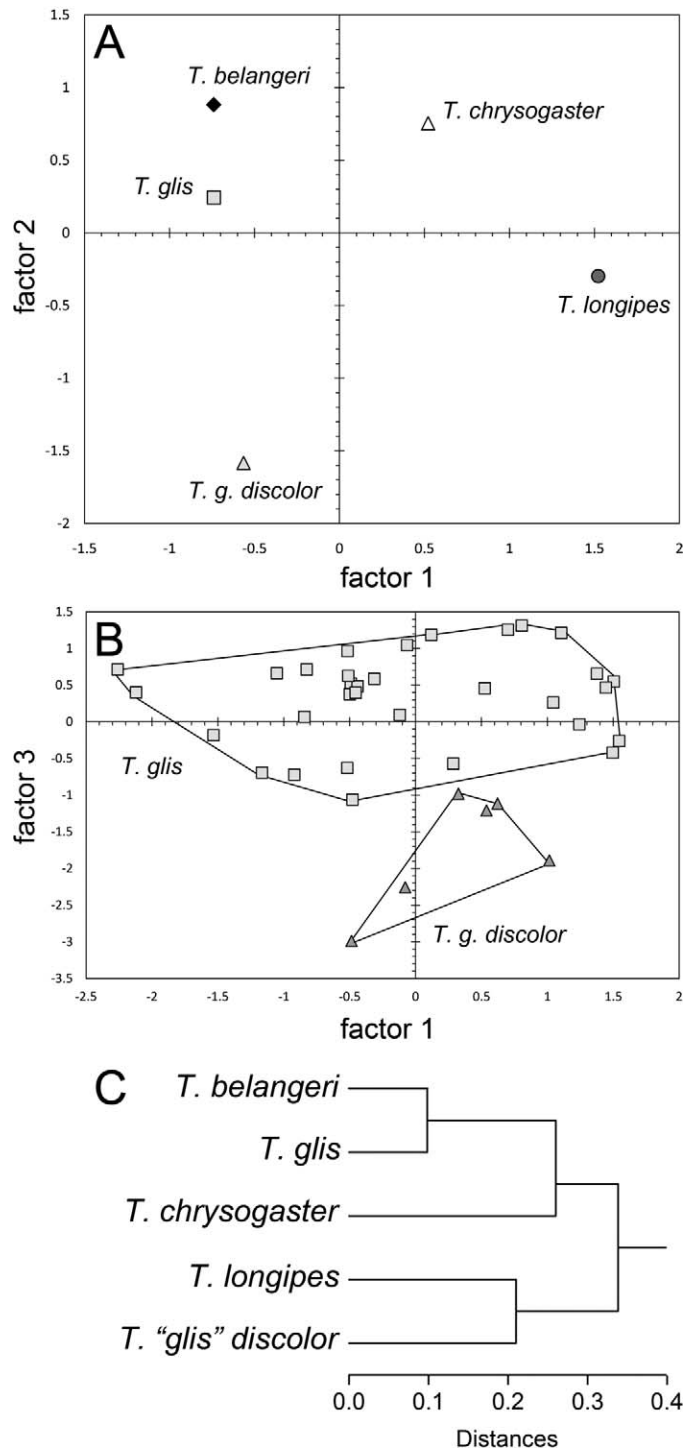 A
1.5
T. belangeri
1
T. chrysogaster
0.5
T. glis
0
factor 2
-0.5
T. longipes
-1
-1.5
T. g. discolor
-2
-1.5 -1 -0.5 0 0.5 1 1.5 2
factor 1
B
1.5
1
0.5
0
-0.5
T. glis
-1
factor 3
-1.5
-2
-2.5
-3
T. g. discolor
-3.5
-2.5 -2 -1.5 -1 -0.5 0 0.5 1 1.5 2
factor 1
C
T. belangeri
T. glis
T. chrysogaster
T. longipes
T. “glis” discolor
0.0 0.1 0.2 0.3 0.4
Distances